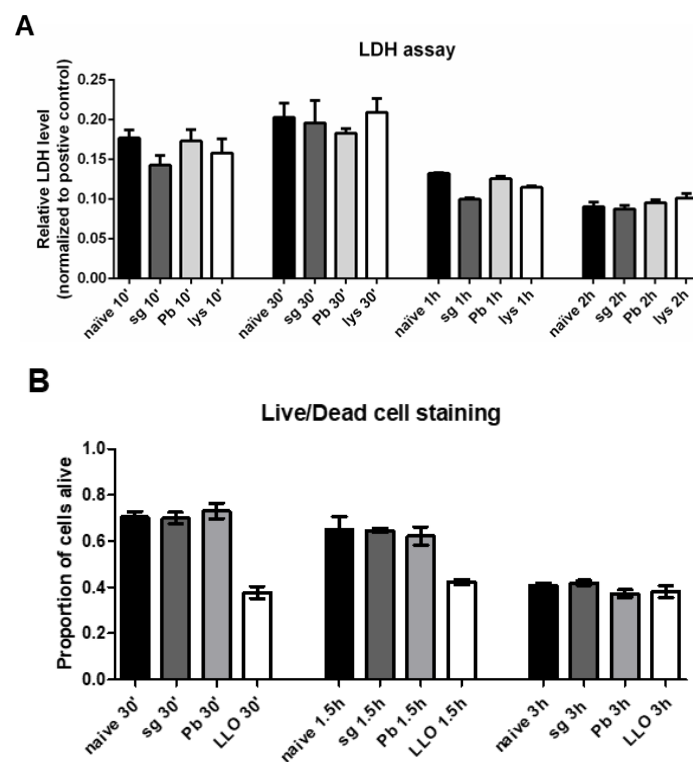 A
LDH assay
Relative LDH level
(normalized to postive control)
0.25
0.20
0.15
0.10
0.05
0.00
naïve 10'
sg 10'
Pb 10'
lys 10'
naïve 30'
sg 30'
Pb 30'
lys 30'
naïve 1h
sg 1h
Pb 1h
lys 1h
naïve 2h
sg 2h
Pb 2h
lys 2h
B
Live/Dead cell staining
Proportion of cells alive
1.0
0.8
0.6
0.4
0.2
0.0
naive 30'
sg 30'
Pb 30'
LLO 30'
naive 1.5h
sg 1.5h
Pb 1.5h
LLO 1.5h
naive 3h
sg 3h
Pb 3h
LLO 3h